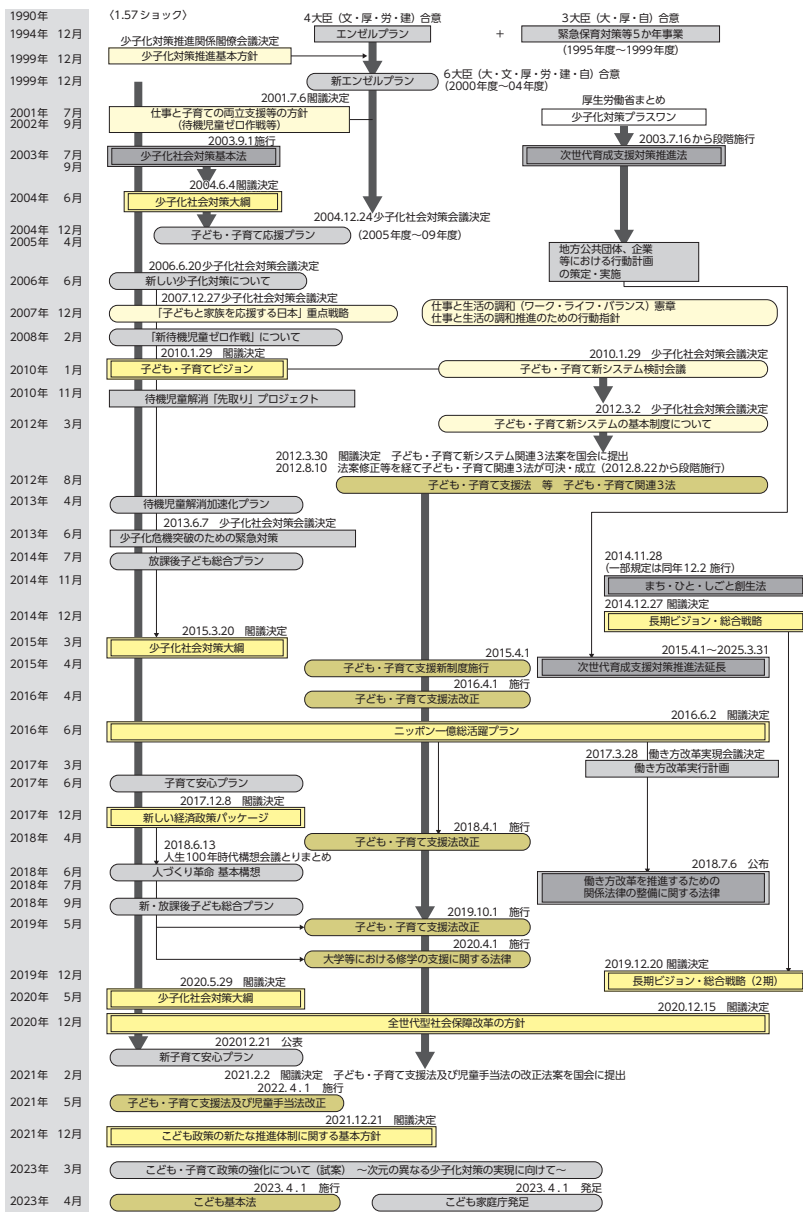 1990年 〈1.57ショック〉 4大臣（文・厚・労・建）合意 3大臣（大・厚・自）合意
1994年 12月 エンゼルプラン + 緊急保育対策等5か年事業
少子化対策推進関係閣僚会議決定 (1995年度〜1999年度)
1999年 12月 少子化対策推進基本方針
1999年 12月 新エンゼルプラン 6大臣（大・文・厚・労・建・自）合意
(2000年度〜04年度)
2001.7.6閣議決定 厚生労働省まとめ
2001年 7月 仕事と子育ての両立支援等の方針 少子化対策プラスワン
2002年 9月 (待機児童ゼロ作戦等)
2003.9.1施行 2003.7.16から段階施行
2003年 7月 少子化社会対策基本法 次世代育成支援対策推進法
9月
2004.6.4閣議決定
2004年 6月 少子化社会対策大綱
2004.12.24少子化社会対策会議決定
2004年 12月 子ども・子育て応援プラン (2005年度〜09年度)
2005年 4月 地方公共団体、企業
等における行動計画
の策定・実施
2006.6.20少子化社会対策会議決定
2006年 6月 新しい少子化対策について
2007.12.27少子化社会対策会議決定
2007年 12月 「子どもと家族を応援する日本」重点戦略 仕事と生活の調和（ワーク・ライフ・バランス）憲章
仕事と生活の調和推進のための行動指針
2008年 2月 「新待機児童ゼロ作戦」について
2010.1.29 閣議決定 2010.1.29 少子化社会対策会議決定
2010年 1月 子ども・子育てビジョン 子ども・子育て新システム検討会議
2010年 11月 待機児童解消「先取り」プロジェクト
2012.3.2 少子化社会対策会議決定
2012年 3月 子ども・子育て新システムの基本制度について
2012.3.30 閣議決定 子ども・子育て新システム関連3法案を国会に提出
2012.8.10 法案修正等を経て子ども・子育て関連3法が可決・成立（2012.8.22から段階施行）
2012年 8月 子ども・子育て支援法 等 子ども・子育て関連3法
2013年 4月 待機児童解消加速化プラン
2013.6.7 少子化社会対策会議決定
2013年 6月 少子化危機突破のための緊急対策
2014年 7月 放課後子ども総合プラン 2014.11.28
(一部規定は同年12.2 施行)
2014年 11月 まち・ひと・しごと創生法
2014.12.27 閣議決定
2014年 12月 長期ビジョン・総合戦略
2015.3.20 閣議決定
2015年 3月 少子化社会対策大綱
2015.4.1 2015.4.1〜2025.3.31
2015年 4月 子ども・子育て支援新制度施行 次世代育成支援対策推進法延長
2016.4.1 施行
2016年 4月 子ども・子育て支援法改正
2016.6.2 閣議決定
2016年 6月 ニッポン一億総活躍プラン
2017.3.28 働き方改革実現会議決定
2017年 3月 働き方改革実行計画
2017年 6月 子育て安心プラン
2017.12.8 閣議決定
2017年 12月 新しい経済政策パッケージ
2018.4.1 施行
2018年 4月 子ども・子育て支援法改正
2018.6.13
人生100年時代構想会議とりまとめ 2018.7.6 公布
2018年 6月 人づくり革命 基本構想 働き方改革を推進するための
2018年 7月 関係法律の整備に関する法律
2018年 9月 新・放課後子ども総合プラン
2019.10.1 施行
2019年 5月 子ども・子育て支援法改正
2020.4.1 施行
大学等における修学の支援に関する法律
2019.12.20 閣議決定
2019年 12月 長期ビジョン・総合戦略（2期）
2020.5.29 閣議決定
2020年 5月 少子化社会対策大綱
2020.12.15 閣議決定
2020年 12月 全世代型社会保障改革の方針
202012.21 公表
新子育て安心プラン
2021年 2月 2021.2.2 閣議決定 子ども・子育て支援法及び児童手当法の改正法案を国会に提出
2022.4.1 施行
2021年 5月 子ども・子育て支援法及び児童手当法改正
2021.12.21 閣議決定
2021年 12月 こども政策の新たな推進体制に関する基本方針
2023年 3月 こども・子育て政策の強化について（試案） 〜次元の異なる少子化対策の実現に向けて〜
2023.4.1 施行 2023.4.1 発足
2023年 4月 こども基本法 こども家庭庁発足